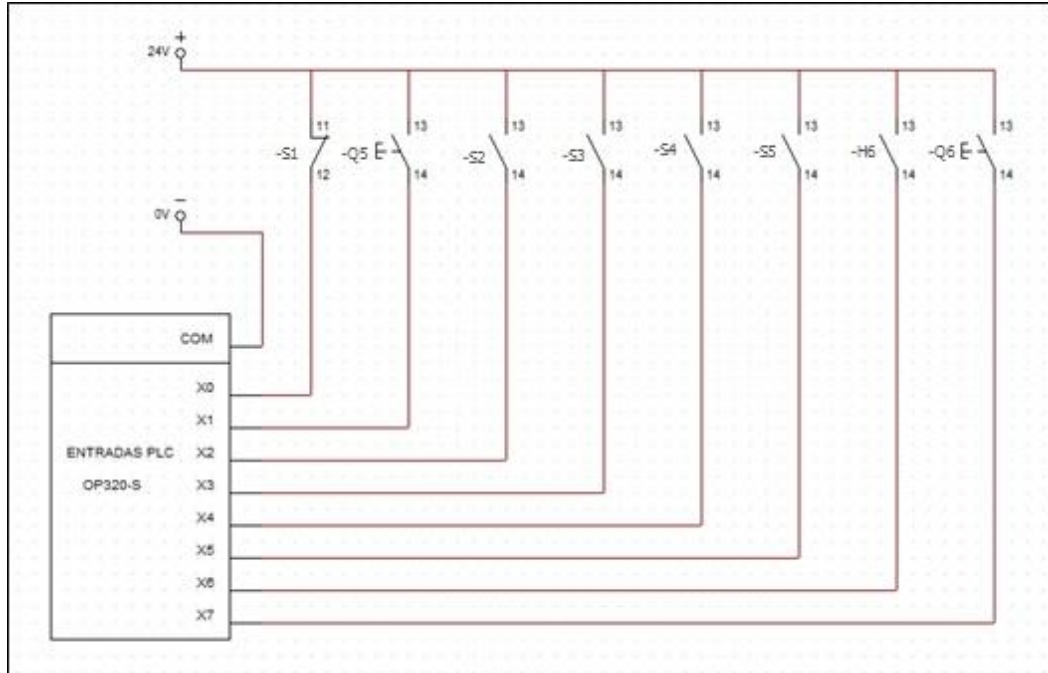 +
24V
11
13
13
13
13
13
13
13
-S1
-Q5
-S2
-S3
-S4
-S5
-H6
-Q6
12
14
14
14
14
14
14
14
−
0V
COM
X0
X1
ENTRADAS PLC
X2
OP320-S
X3
X4
X5
X6
X7